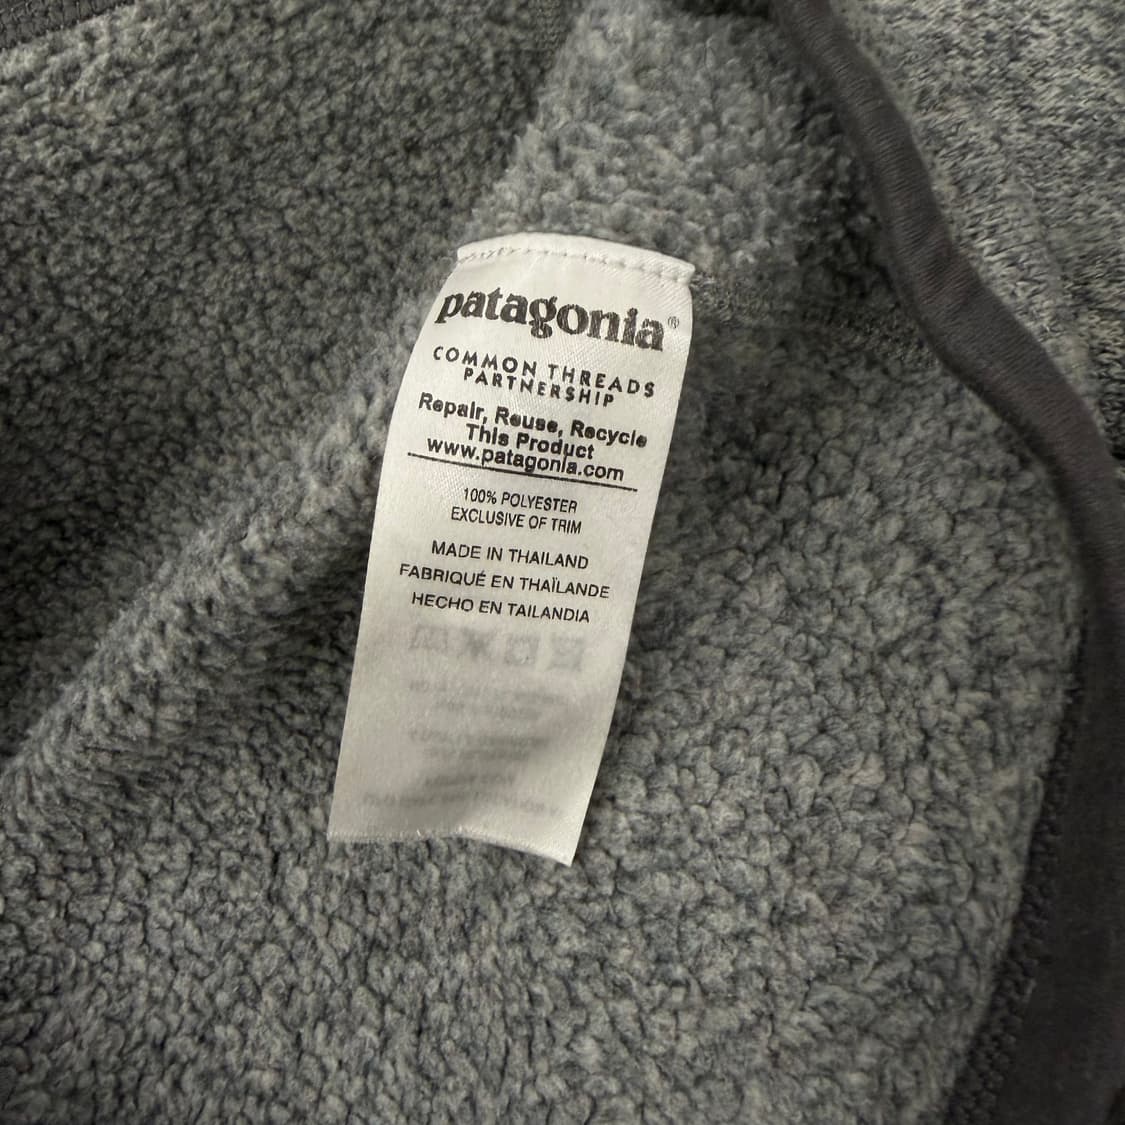 patagonia®
COMMON THREADS
PARTNERSHIP
Repair, Reuse, Recycle
This Product
www.patagonia.com
100% POLYESTER
EXCLUSIVE OF TRIM
MADE IN THAILAND
FABRIQUÉ EN THAÏLANDE
HECHO EN TAILANDIA